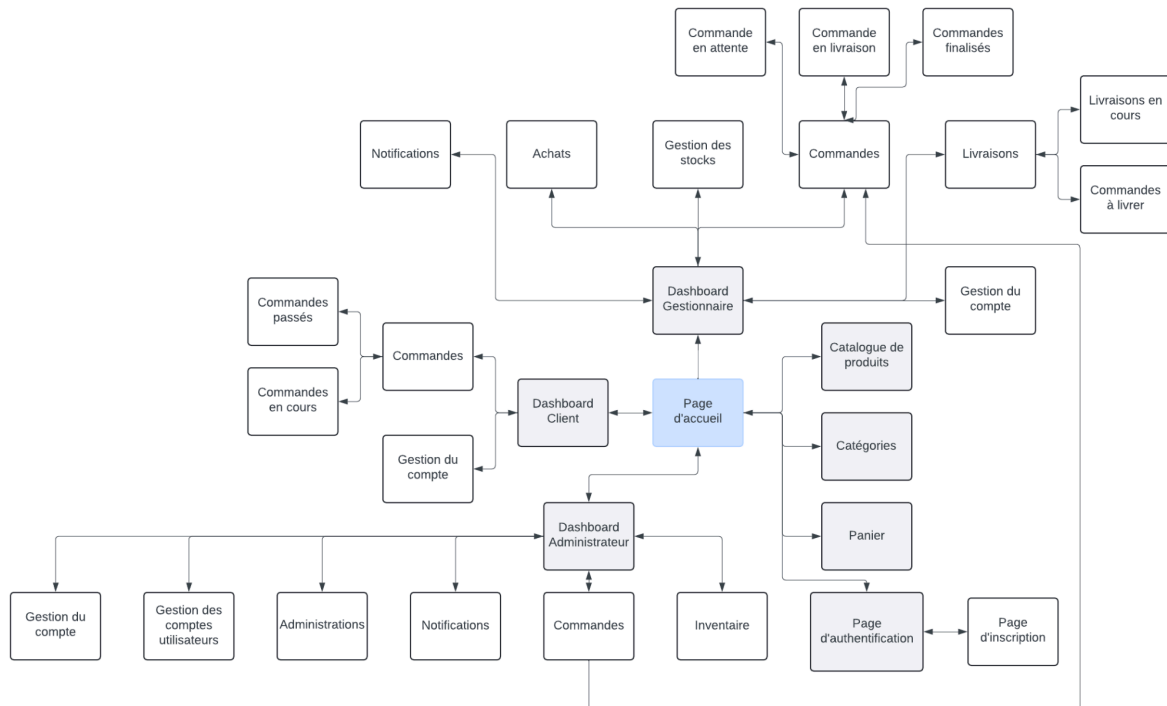 Commande
en attente
Commande
en livraison
Commandes
finalisés
Livraisons en
cours
Notifications
Achats
Gestion des
stocks
Commandes
Livraisons
Commandes
à livrer
Dashboard
Gestionnaire
Gestion du
compte
Commandes
passés
Commandes
Catalogue de
produits
Commandes
en cours
Dashboard
Client
Page
d'accueil
Catégories
Gestion du
compte
Dashboard
Administrateur
Panier
Gestion du
compte
Gestion des
comptes
utilisateurs
Administrations
Notifications
Commandes
Inventaire
Page
d'authentification
Page
d'inscription